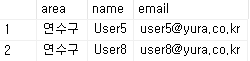 area name email
1 연수구 User5 user5@yura,co,kr
2 연수구 User8 user8@yura,co,kr